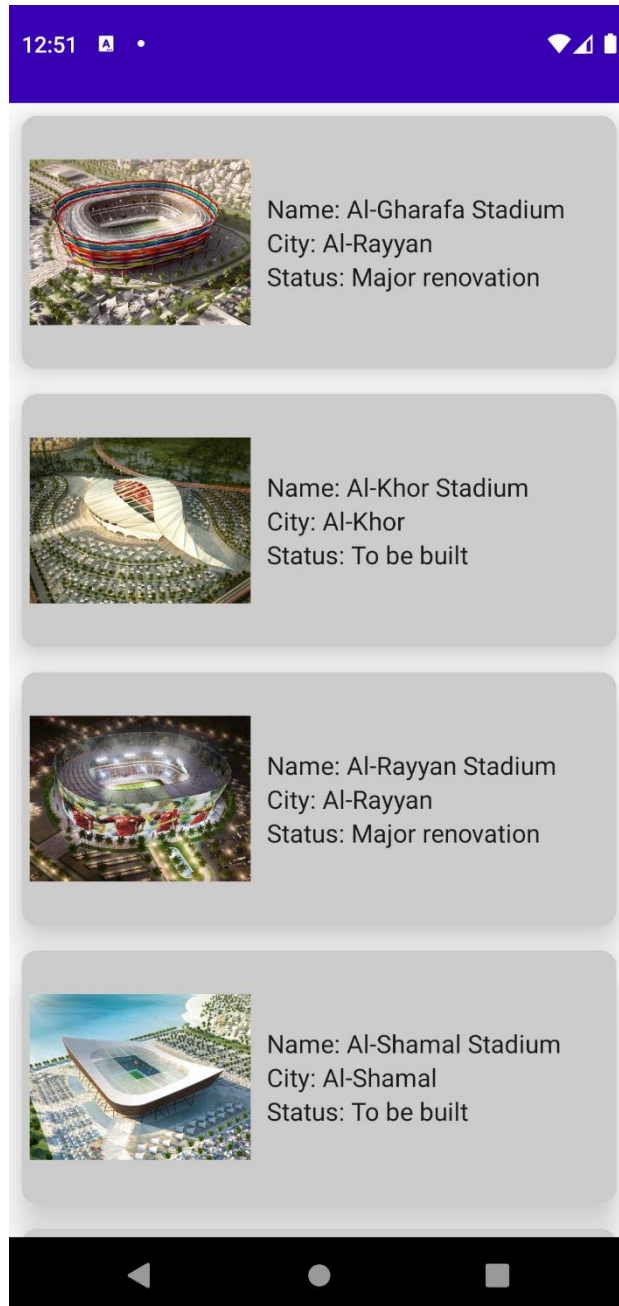 12:51
Name: Al-Gharafa Stadium
City: Al-Rayyan
Status: Major renovation
Name: Al-Khor Stadium
City: Al-Khor
Status: To be built
Name: Al-Rayyan Stadium
City: Al-Rayyan
Status: Major renovation
Name: Al-Shamal Stadium
City: Al-Shamal
Status: To be built